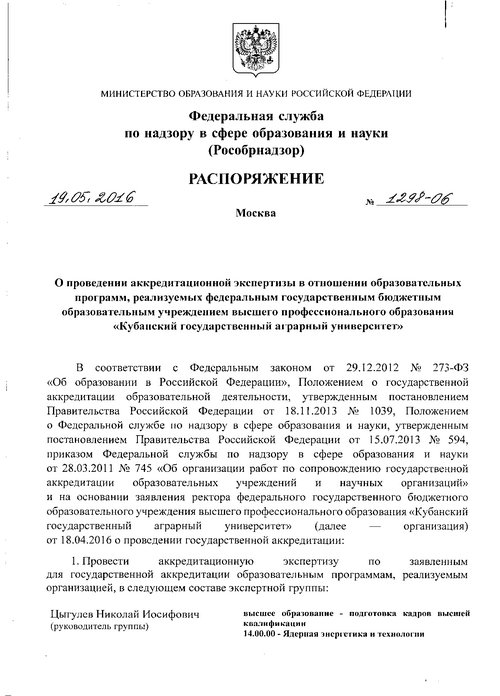 МИНИСТЕРСТВО ОБРАЗОВАНИЯ И НАУКИ РОССИЙСКОЙ ФЕДЕРАЦИИ
Федеральная служба
по надзору в сфере образования и науки
(Рособрнадзор)
РАСПОРЯЖЕНИЕ
19.05.2016 № 1298-06
Москва
О проведении аккредитационной экспертизы в отношении образовательных
программ, реализуемых федеральным государственным бюджетным
образовательным учреждением высшего профессионального образования
«Кубанский государственный аграрный университет»
В соответствии с Федеральным законом от 29.12.2012 № 273-ФЗ
«Об образовании в Российской Федерации», Положением о государственной
аккредитации образовательной деятельности, утвержденным постановлением
Правительства Российской Федерации от 18.11.2013 № 1039, Положением
о Федеральной службе по надзору в сфере образования и науки, утвержденным
постановлением Правительства Российской Федерации от 15.07.2013 № 594,
приказом Федеральной службы по надзору в сфере образования и науки
от 28.03.2011 № 745 «Об организации работ по сопровождению государственной
аккредитации образовательных учреждений и научных организаций»
и на основании заявления ректора федерального государственного бюджетного
образовательного учреждения высшего профессионального образования «Кубанский
государственный аграрный университет» (далее — организация)
от 18.04.2016 о проведении государственной аккредитации:
1. Провести аккредитационную экспертизу по заявленным
для государственной аккредитации образовательным программам, реализуемым
организацией, в следующем составе экспертной группы:
Цыгулев Николай Иосифович
(руководитель группы)
высшее образование - подготовка кадров высшей
квалификации
14.00.00 - Ядерная энергетика и технологии